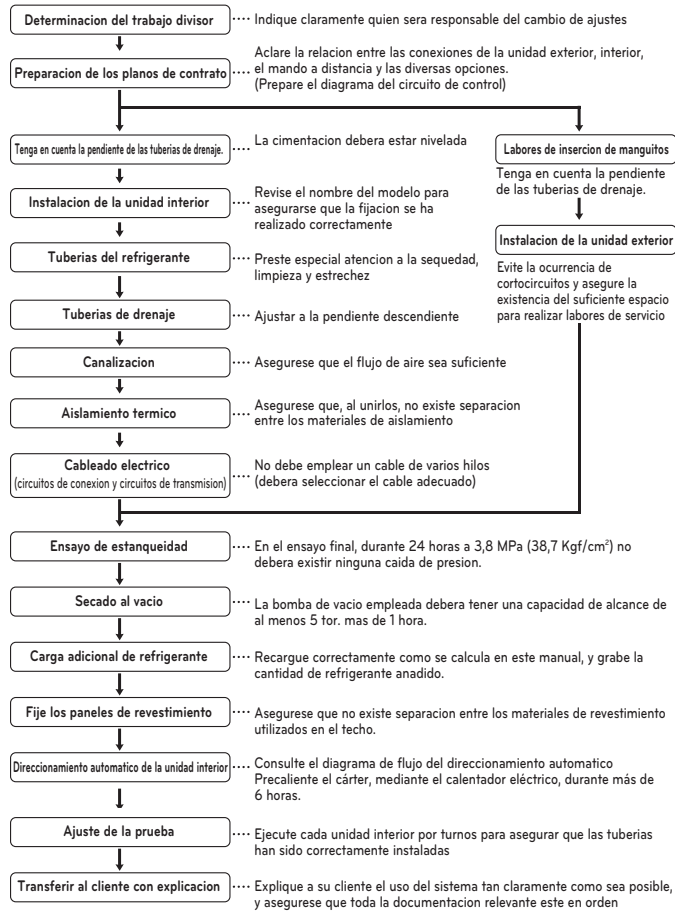 Determinacion del trabajo divisor
···· Indique claramente quien sera responsable del cambio de ajustes
Preparacion de los planos de contrato
···· Aclare la relacion entre las conexiones de la unidad exterior, interior,
el mando a distancia y las diversas opciones.
(Prepare el diagrama del circuito de control)
Tenga en cuenta la pendiente de las tuberias de drenaje.
···· La cimentacion debera estar nivelada
Instalacion de la unidad interior
···· Revise el nombre del modelo para
asegurarse que la fijacion se ha
realizado correctamente
Tuberias del refrigerante
···· Preste especial atencion a la sequedad,
limpieza y estrechez
Tuberias de drenaje
···· Ajustar a la pendiente descendiente
Canalizacion
···· Asegurese que el flujo de aire sea suficiente
Aislamiento termico
···· Asegurese que, al unirlos, no existe separacion
entre los materiales de aislamiento
Cableado electrico
(circuitos de conexion y circuitos de transmision)
···· No debe emplear un cable de varios hilos
(debera seleccionar el cable adecuado)
Labores de insercion de manguitos
Tenga en cuenta la pendiente
de las tuberias de drenaje.
Instalacion de la unidad exterior
Evite la ocurrencia de
cortocircuitos y asegure la
existencia del suficiente espacio
para realizar labores de servicio
Ensayo de estanqueidad
···· En el ensayo final, durante 24 horas a 3,8 MPa (38,7 Kgf/cm²) no
debera existir ninguna caida de presion.
Secado al vacio
···· La bomba de vacio empleada debera tener una capacidad de alcance de
al menos 5 tor. mas de 1 hora.
Carga adicional de refrigerante
···· Recargue correctamente como se calcula en este manual, y grabe la
cantidad de refrigerante anadido.
Fije los paneles de revestimiento
···· Asegurese que no existe separacion entre los materiales de revestimiento
utilizados en el techo.
Direccionamiento automatico de la unidad interior
···· Consulte el diagrama de flujo del direccionamiento automatico
Precaliente el cárter, mediante el calentador eléctrico, durante más de
6 horas.
Ajuste de la prueba
···· Ejecute cada unidad interior por turnos para asegurar que las tuberias
han sido correctamente instaladas
Transferir al cliente con explicacion
···· Explique a su cliente el uso del sistema tan claramente como sea posible,
y asegurese que toda la documentacion relevante este en orden